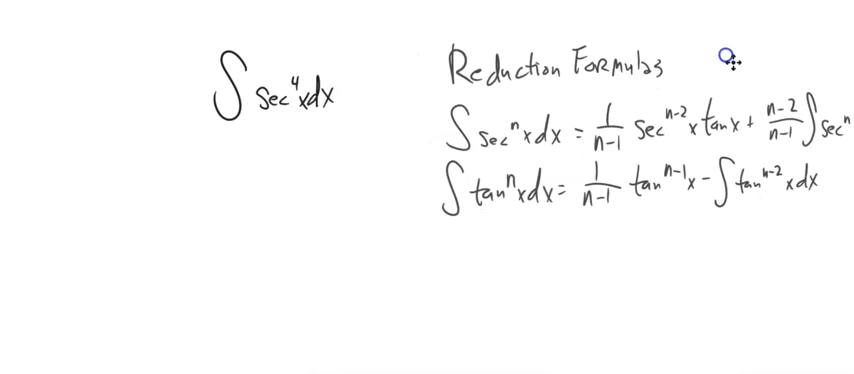 ∫ sec⁴x dx
Reduction Formulas
∫ secⁿx dx = 1/(n-1) secⁿ⁻²x tanx + (n-2)/(n-1) ∫ secⁿ
∫ tanⁿx dx = 1/(n-1) tanⁿ⁻¹x - ∫ tanⁿ⁻²x dx